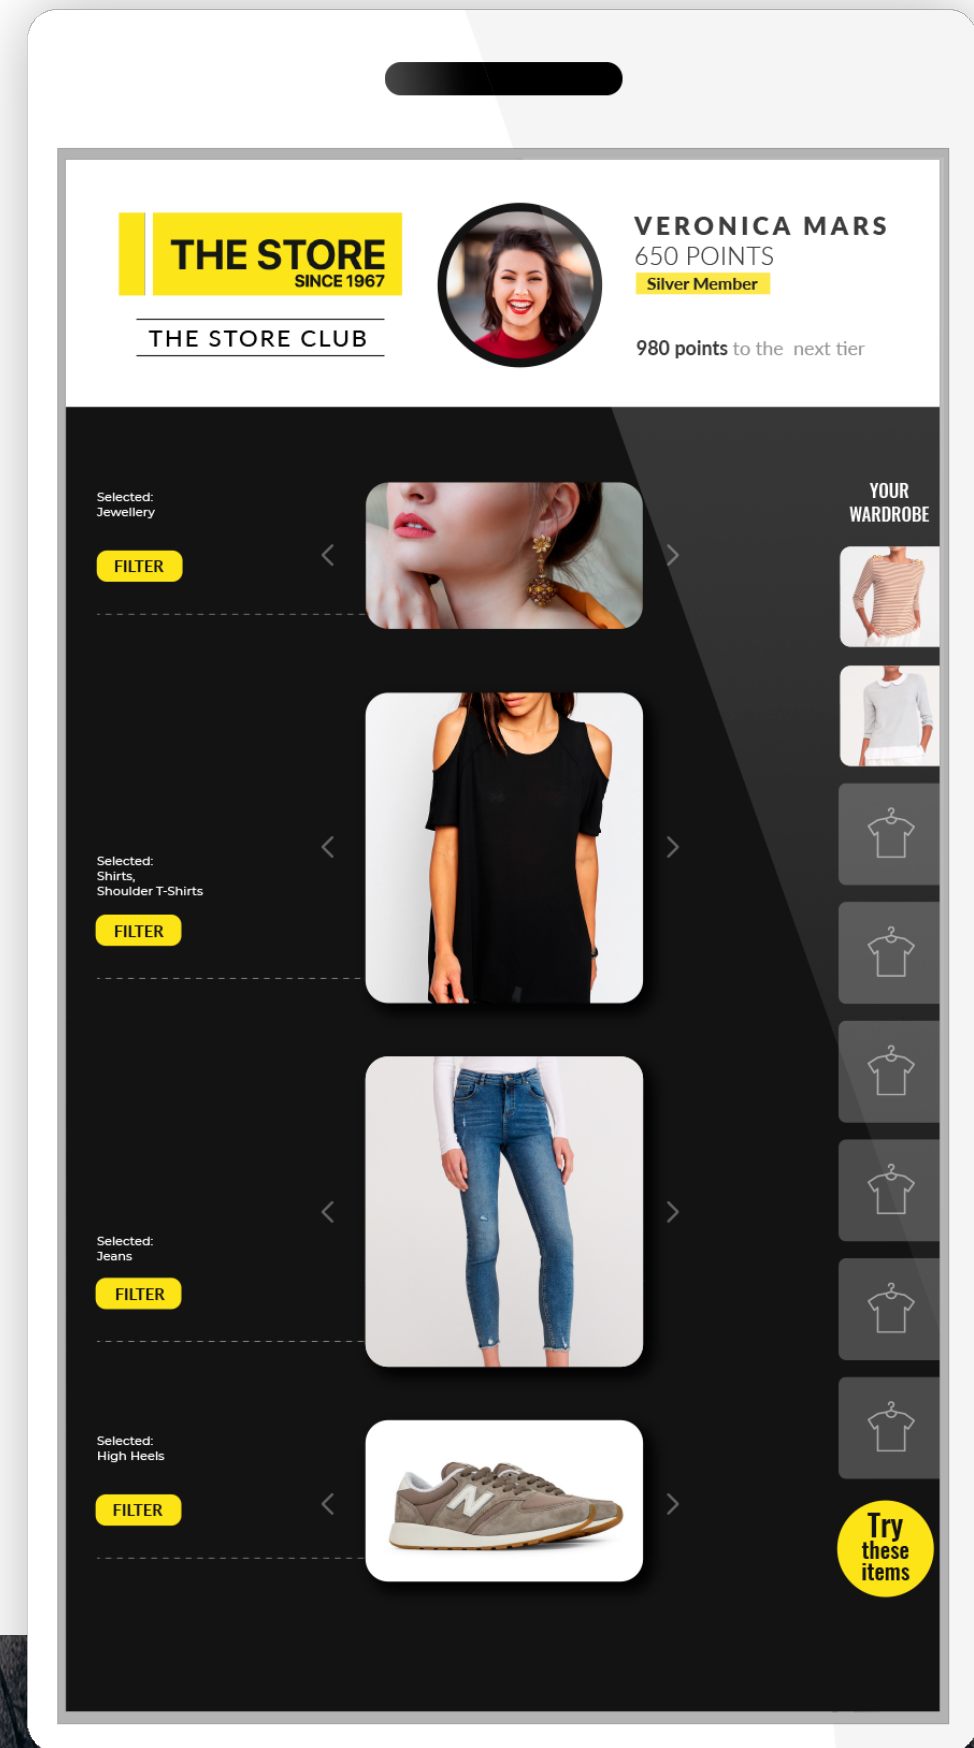 THE STORE
SINCE 1967
THE STORE CLUB
VERONICA MARS
650 POINTS
Silver Member
980 points to the next tier
Selected:
Jewellery
FILTER
YOUR
WARDROBE
Selected:
Shirts,
Shoulder T-Shirts
FILTER
Selected:
Jeans
FILTER
Selected:
High Heels
FILTER
N
Try
these
items